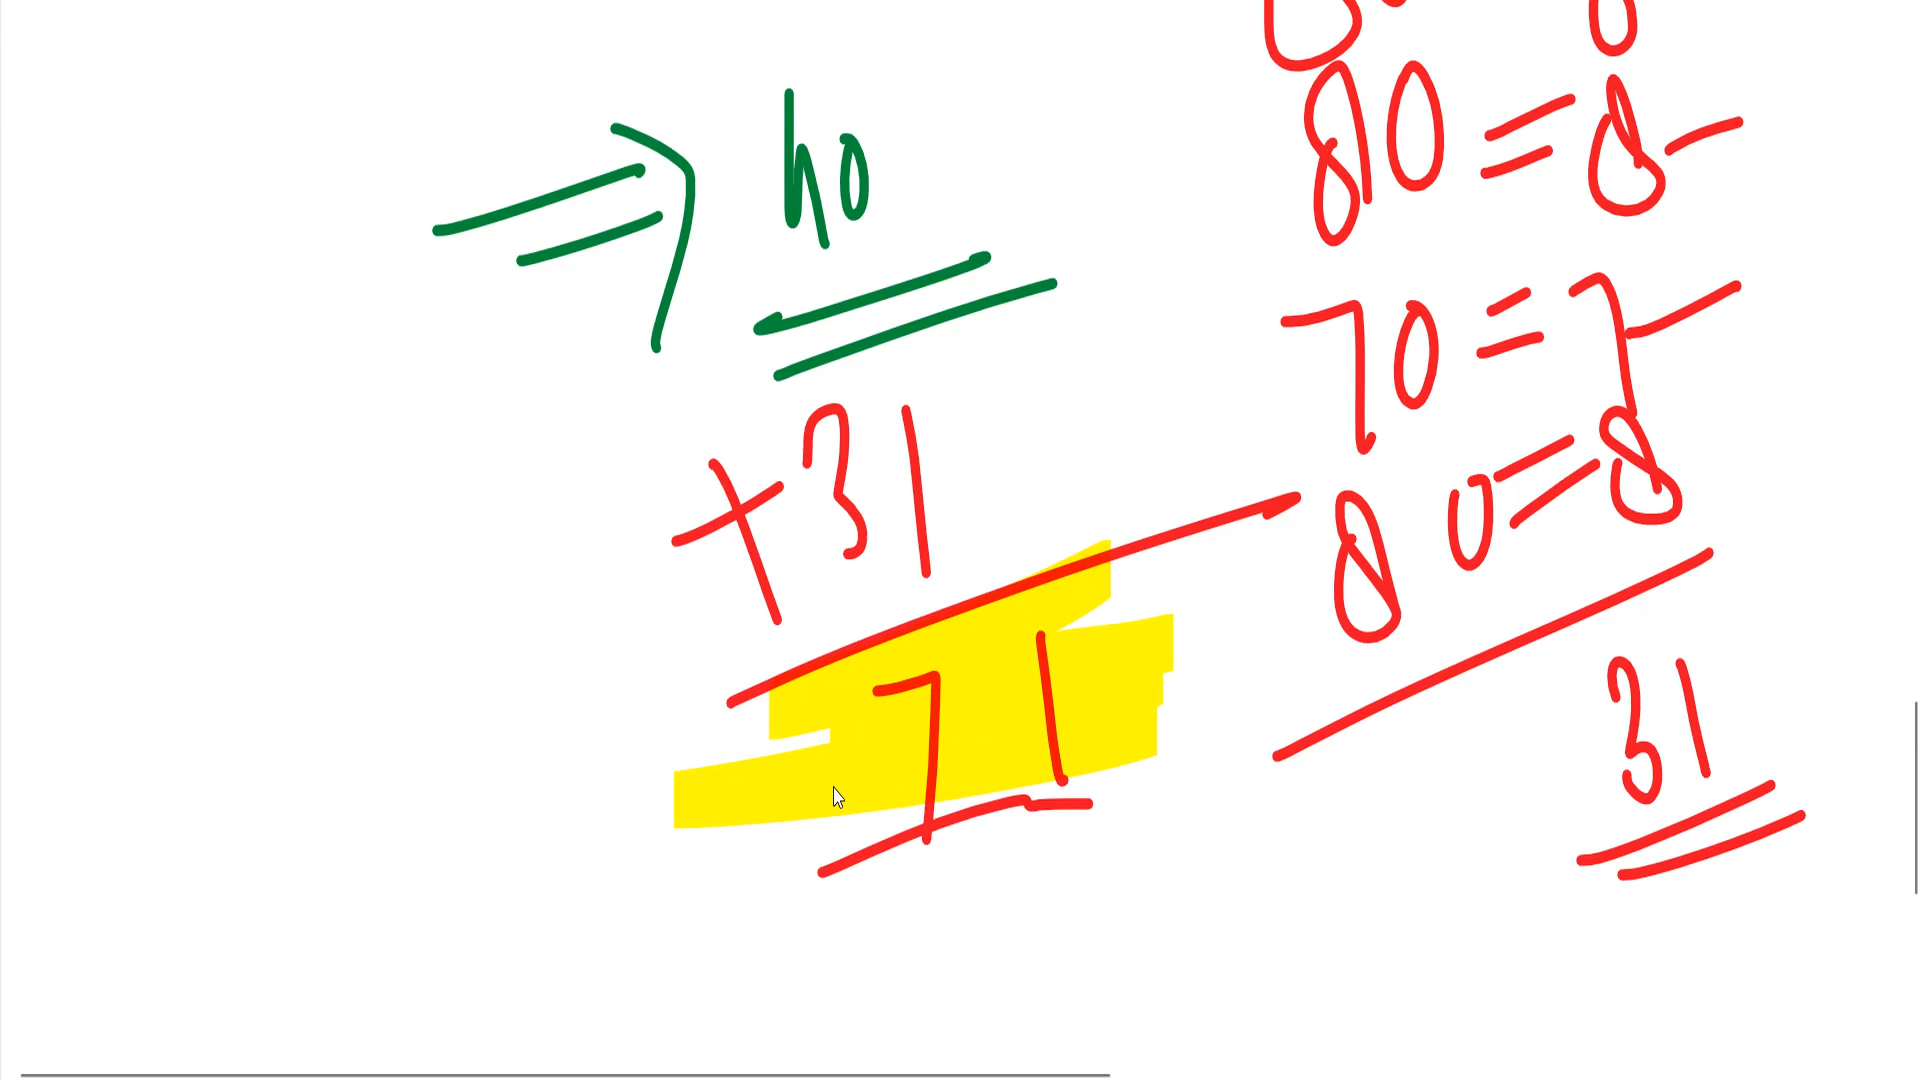 ⇒ 40
+ 31
71
80 = 8
70 = 7
80 = 8
31